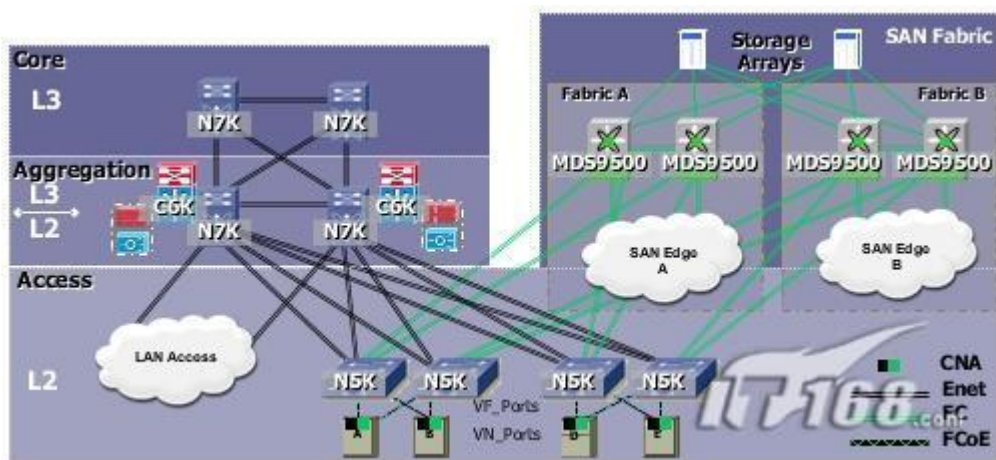 Core
L3
N7K
N7K
Aggregation
L3
L2
C6K
C6K
N7K
N7K
Storage
Arrays
SAN Fabric
Fabric A
Fabric B
MDS9500
MDS9500
MDS9500
MDS9500
SAN Edge
A
SAN Edge
B
Access
LAN Access
L2
N5K
N5K
N5K
N5K
VF_Ports
VN_Ports
A
B
D
E
CNA
Enet
FC
FCoE
IT168.com